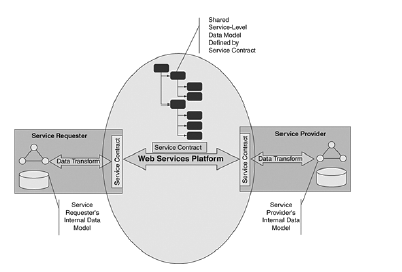 Shared
Service-Level
Data Model
Defined by
Service Contract
Service Requester
Data Transform
Service Contract
Service Contract
Web Services Platform
Service Contract
Service Provider
Data Transform
Service
Requester's
Internal Data
Model
Service
Provider's
Internal Data
Model